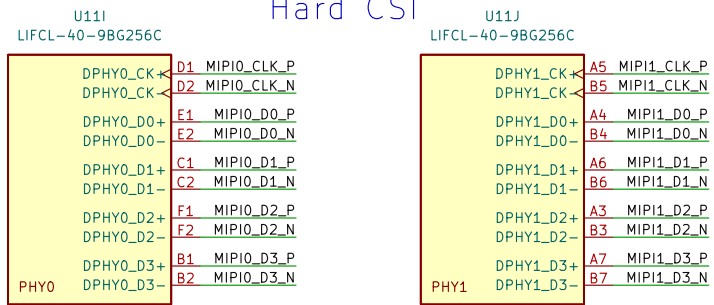 Hard CSI
U11I
LIFCL-40-9BG256C
DPHY0_CK+ D1 MIPI0_CLK_P
DPHY0_CK- D2 MIPI0_CLK_N
DPHY0_D0+ E1 MIPI0_D0_P
DPHY0_D0- E2 MIPI0_D0_N
DPHY0_D1+ C1 MIPI0_D1_P
DPHY0_D1- C2 MIPI0_D1_N
DPHY0_D2+ F1 MIPI0_D2_P
DPHY0_D2- F2 MIPI0_D2_N
DPHY0_D3+ B1 MIPI0_D3_P
PHY0 DPHY0_D3- B2 MIPI0_D3_N
U11J
LIFCL-40-9BG256C
DPHY1_CK+ A5 MIPI1_CLK_P
DPHY1_CK- B5 MIPI1_CLK_N
DPHY1_D0+ A4 MIPI1_D0_P
DPHY1_D0- B4 MIPI1_D0_N
DPHY1_D1+ A6 MIPI1_D1_P
DPHY1_D1- B6 MIPI1_D1_N
DPHY1_D2+ A3 MIPI1_D2_P
DPHY1_D2- B3 MIPI1_D2_N
DPHY1_D3+ A7 MIPI1_D3_P
PHY1 DPHY1_D3- B7 MIPI1_D3_N